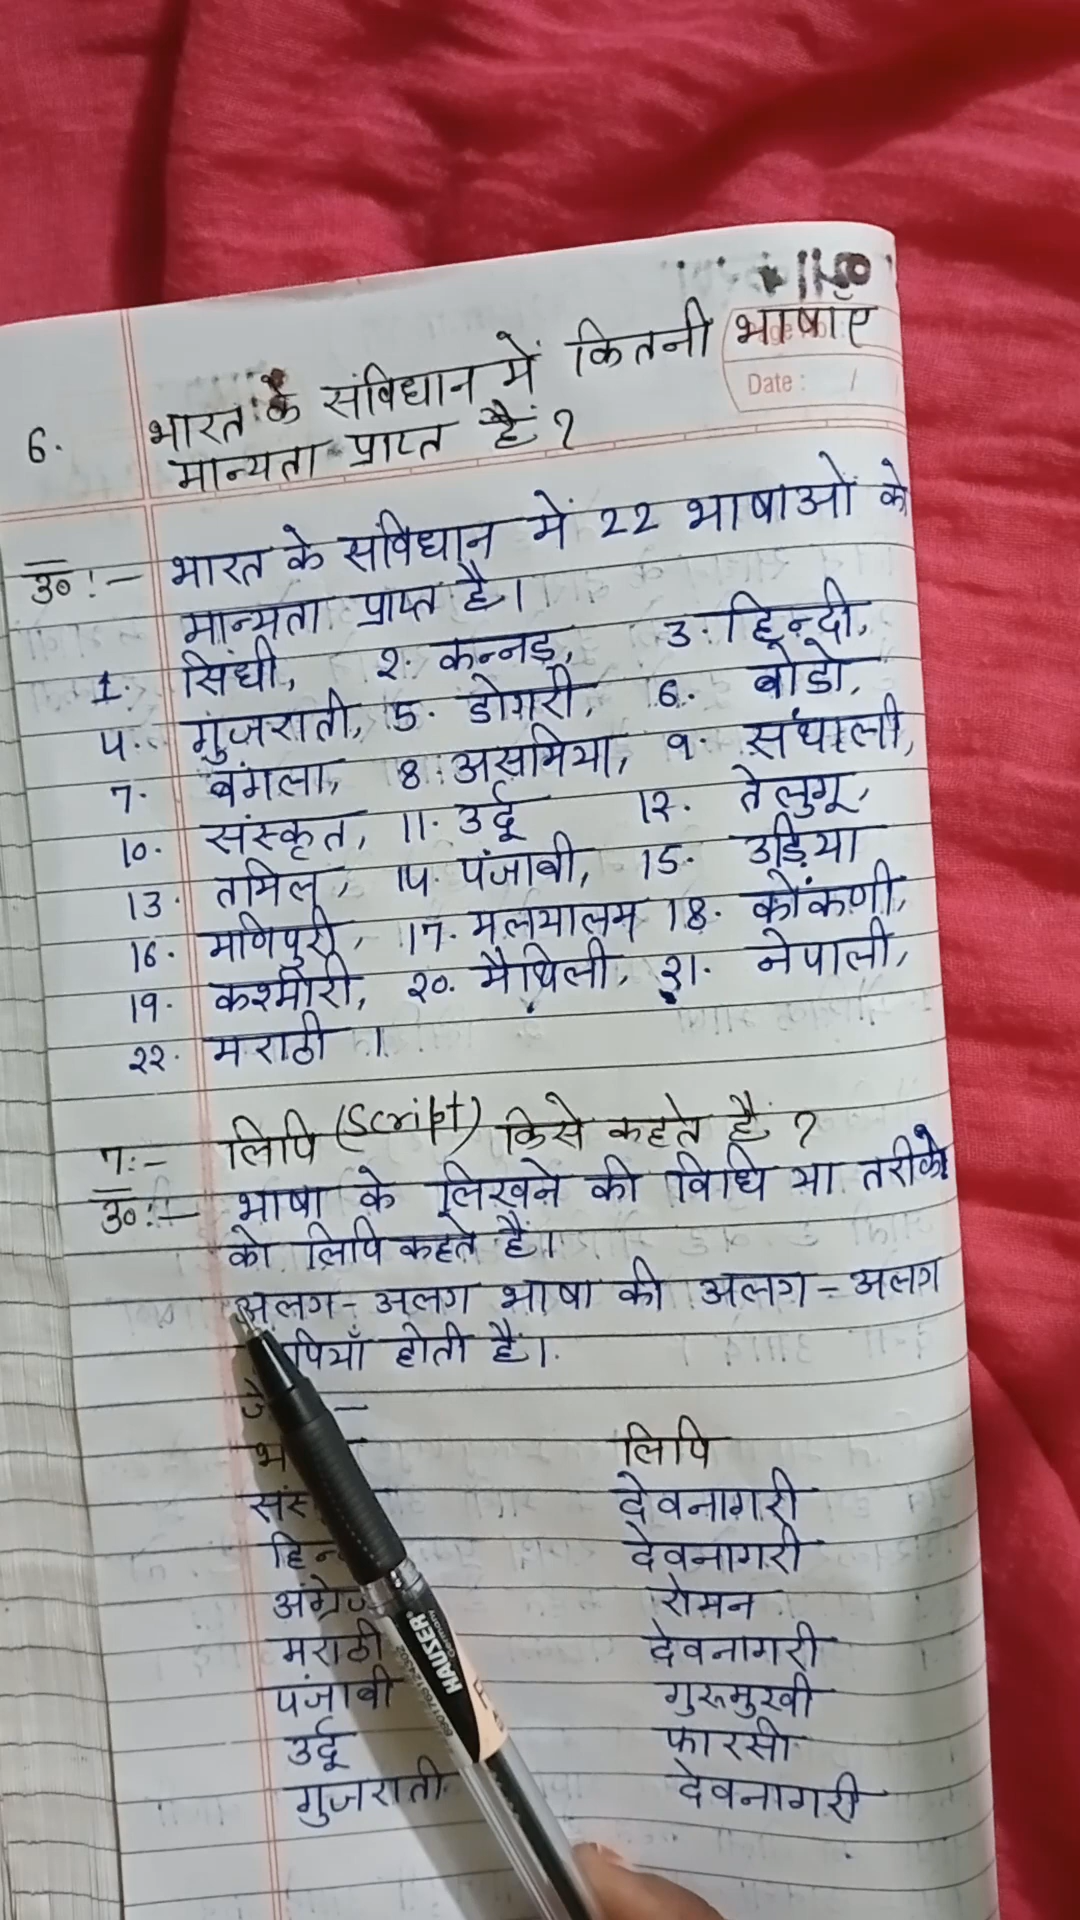 Date : /
6. भारत के संविधान में कितनी भाषाएँ
मान्यता प्राप्त हैं ?
उ० :- भारत के संविधान में 22 भाषाओं को
मान्यता प्राप्त है।
1. सिंधी, 2. कन्नड़, 3. हिन्दी,
4. गुजराती, 5. डोगरी, 6. बोडो,
7. बंगला, 8. असमिया, 9. संथाली,
10. संस्कृत, 11. उर्दू 12. तेलुगू,
13. तमिल, 14. पंजाबी, 15. उड़िया
16. मणिपुरी, 17. मलयालम 18. कोंकणी,
19. कश्मीरी, 20. मैथिली, 21. नेपाली,
22. मराठी ।
7:- लिपि (Script) किसे कहते हैं ?
उ० :- भाषा के लिखने की विधि या तरीके
को लिपि कहते हैं।
अलग - अलग भाषा की अलग - अलग
होती है।
लिपि
देवनागरी
देवनागरी
रोमन
मराठी देवनागरी
पंजाबी गुरुमुखी
उर्दू फारसी
गुजराती देवनागरी
HAUSER
germany